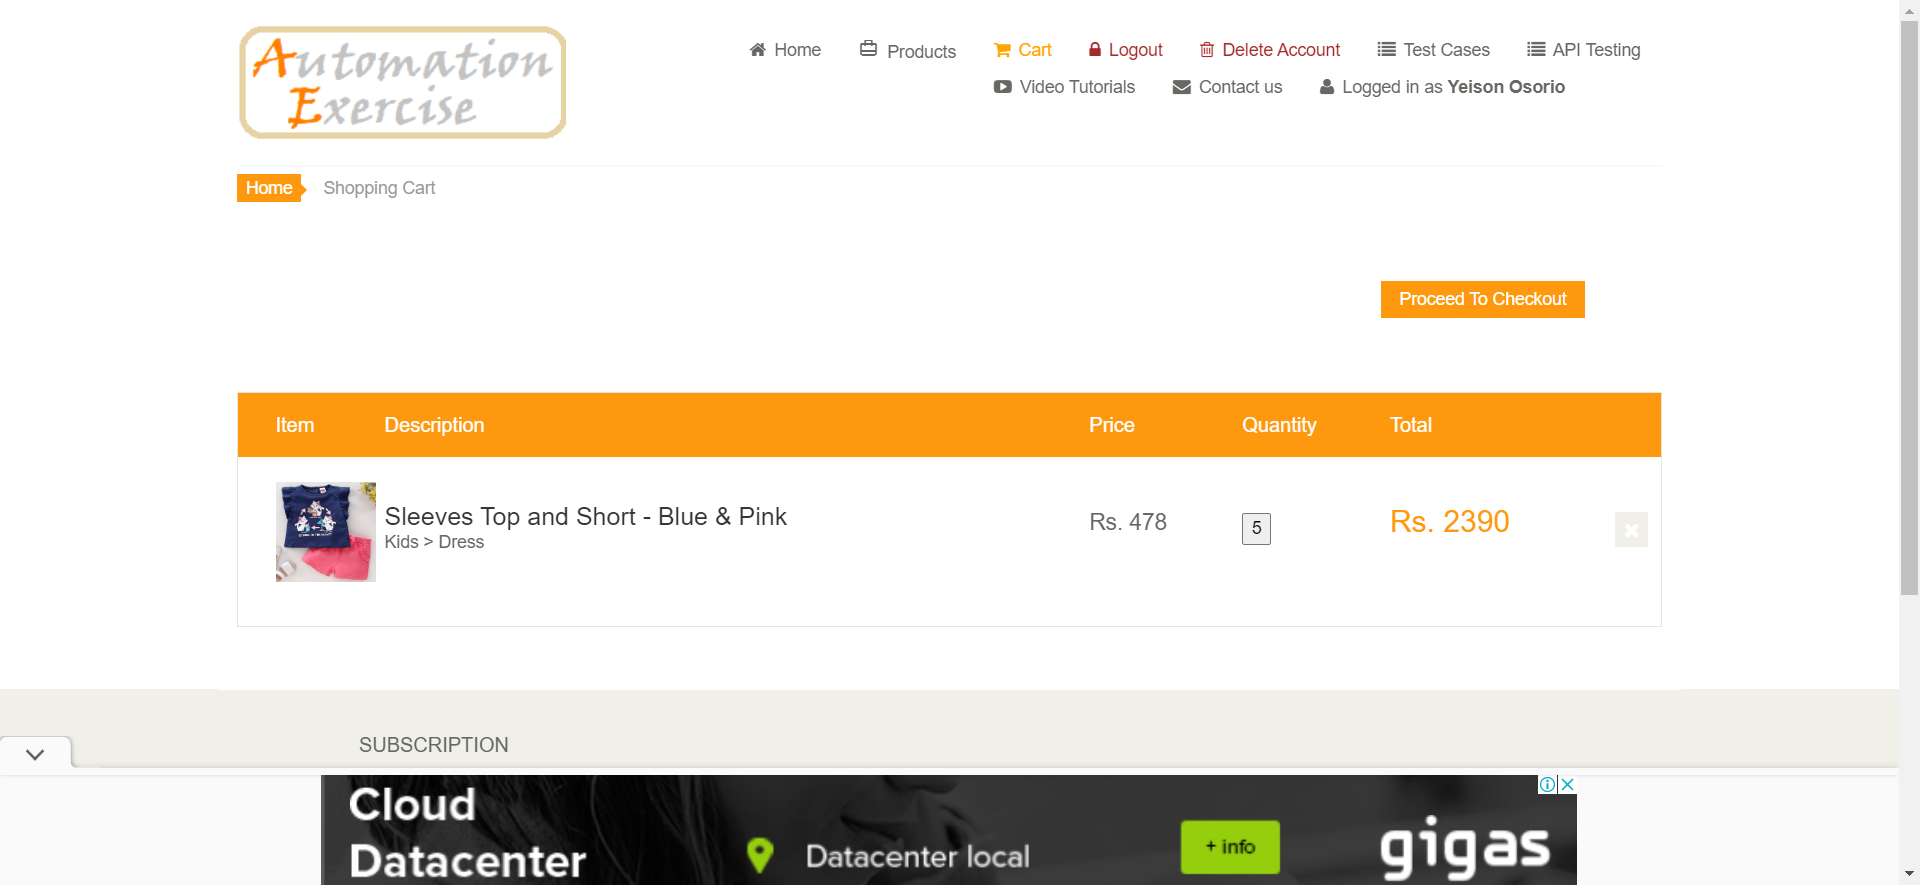 Automation
Exercise
Home
Products
Cart
Logout
Delete Account
Test Cases
API Testing
Video Tutorials
Contact us
Logged in as Yeison Osorio
Home
Shopping Cart
Proceed To Checkout
Item Description Price Quantity Total
Sleeves Top and Short - Blue & Pink
Kids > Dress
Rs. 478
5
Rs. 2390
SUBSCRIPTION
Cloud
Datacenter
Datacenter local
+ info
gigas